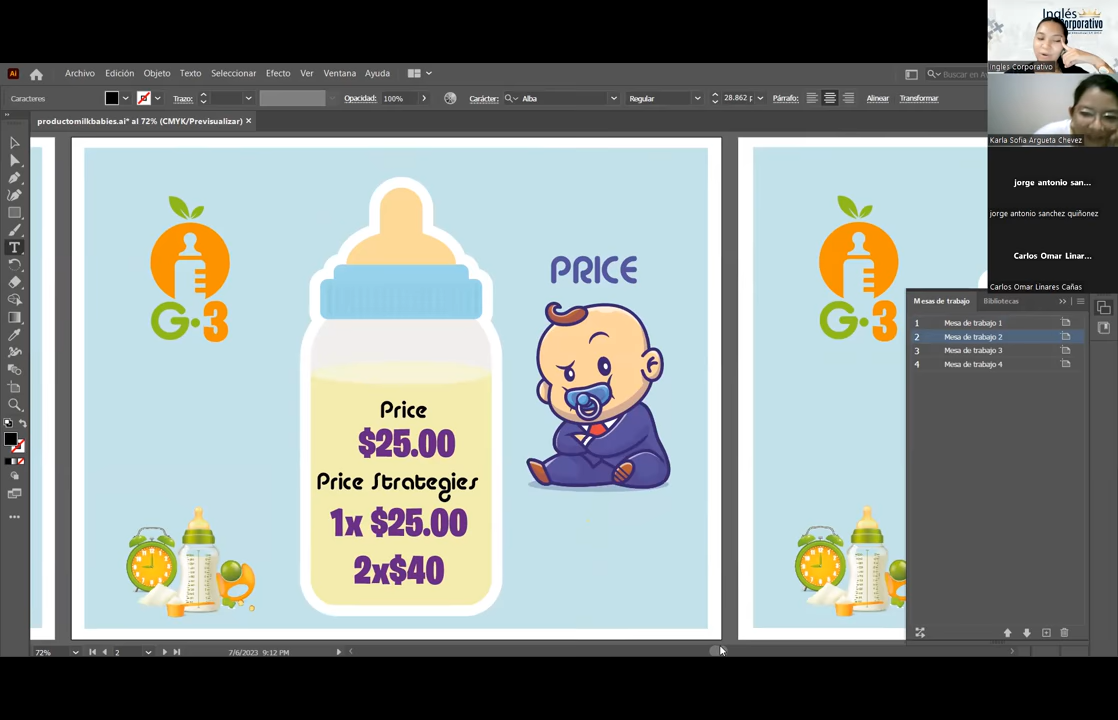 Inglés
Corporativo
Ingles Corporativo
Archivo Edición Objeto Texto Seleccionar Efecto Ver Ventana Ayuda
Buscar en A
Caracteres Trazo: Opacidad: 100% Carácter: Alba Regular 28.862 p Párrafo: Alinear Transformar
productomilkbabies.ai* al 72% (CMYK/Previsualizar) ×
Karla Sofia Argueta Chevez
jorge antonio san...
jorge antonio sanchez quiñonez
Carlos Omar Linar...
Carlos Omar Linares Cañas
G·3
PRICE
Price
$25.00
Price Strategies
1x $25.00
2x$40
G·3
Mesas de trabajo Bibliotecas
1 Mesa de trabajo 1
2 Mesa de trabajo 2
3 Mesa de trabajo 3
4 Mesa de trabajo 4
72% 2 7/6/2023 9:12 PM